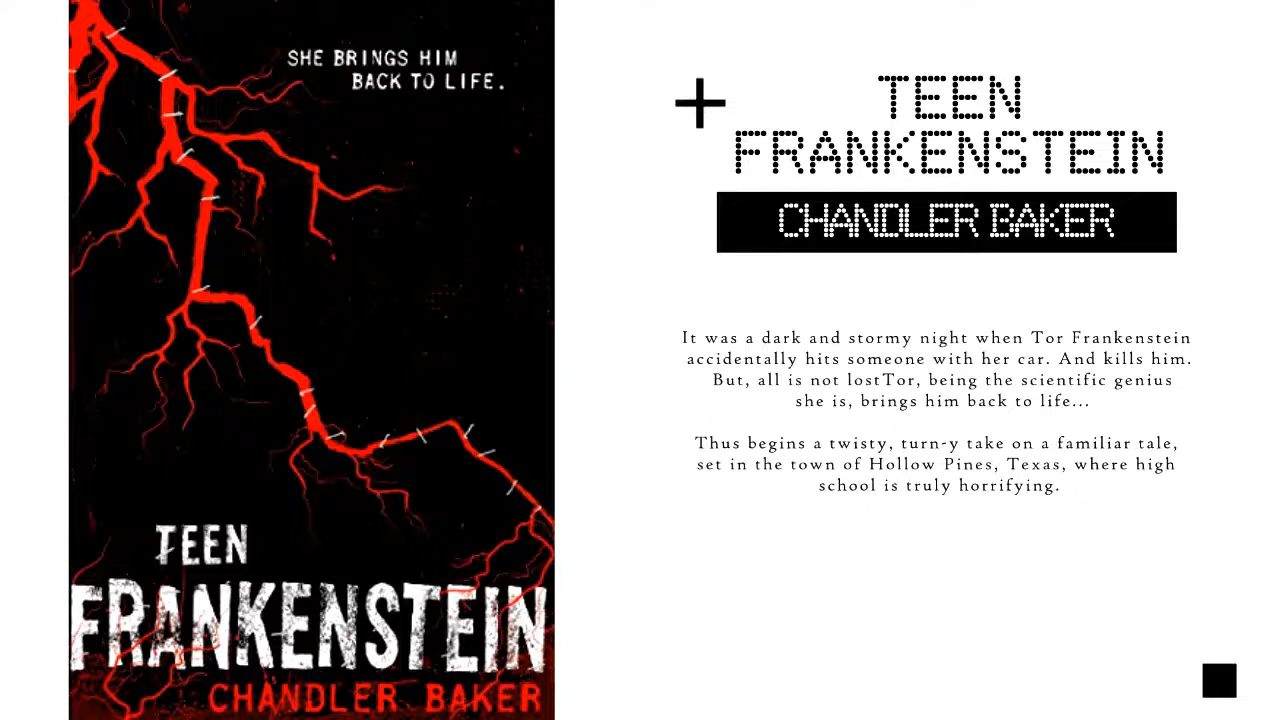 SHE BRINGS HIM
BACK TO LIFE.
TEEN
FRANKENSTEIN
CHANDLER BAKER
+
TEEN
FRANKENSTEIN
CHANDLER BAKER
It was a dark and stormy night when Tor Frankenstein
accidentally hits someone with her car. And kills him.
But, all is not lostTor, being the scientific genius
she is, brings him back to life...
Thus begins a twisty, turn-y take on a familiar tale,
set in the town of Hollow Pines, Texas, where high
school is truly horrifying.